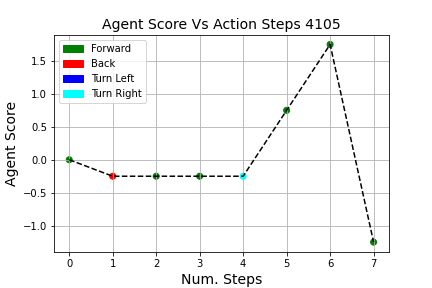 Agent Score Vs Action Steps 4105
Forward
Back
Turn Left
Turn Right
Agent Score
1.5
1.0
0.5
0.0
−0.5
−1.0
0 1 2 3 4 5 6 7
Num. Steps